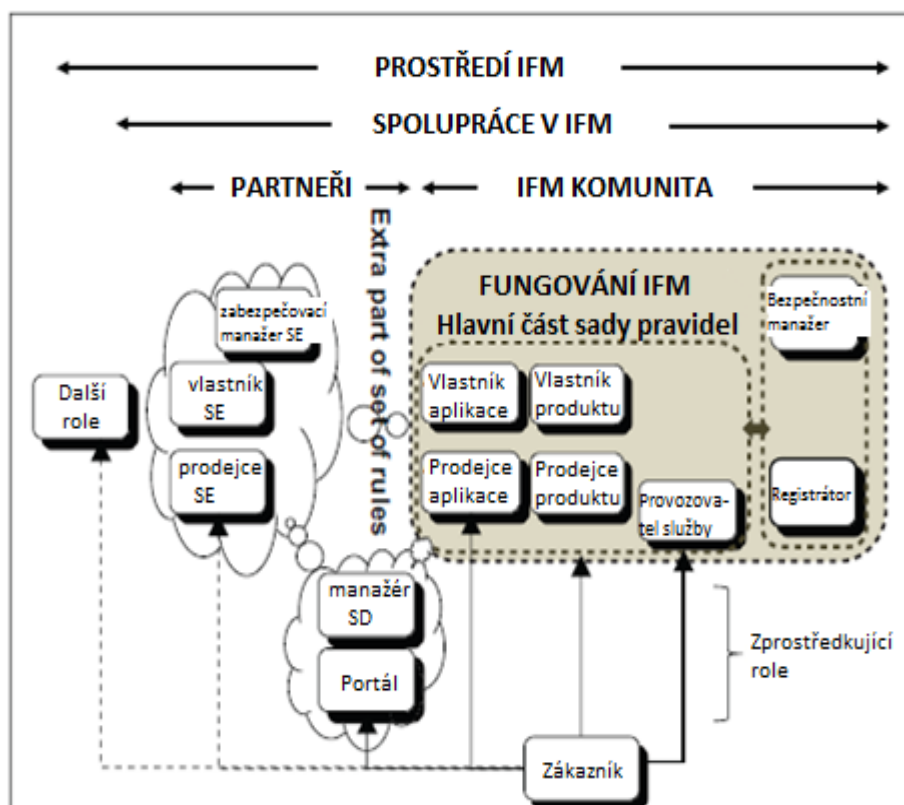 PROSTŘEDÍ IFM
SPOLUPRÁCE V IFM
PARTNEŘI
IFM KOMUNITA
Extra part of set of rules
FUNGOVÁNÍ IFM
Hlavní část sady pravidel
zabezpečovací
manažer SE
Bezpečnostní
manažer
Další
role
vlastník
SE
Vlastník
aplikace
Vlastník
produktu
prodejce
SE
Prodejce
aplikace
Prodejce
produktu
Provozova-
tel služby
Registrátor
manažér
SD
Portál
Zprostředkující
role
Zákazník